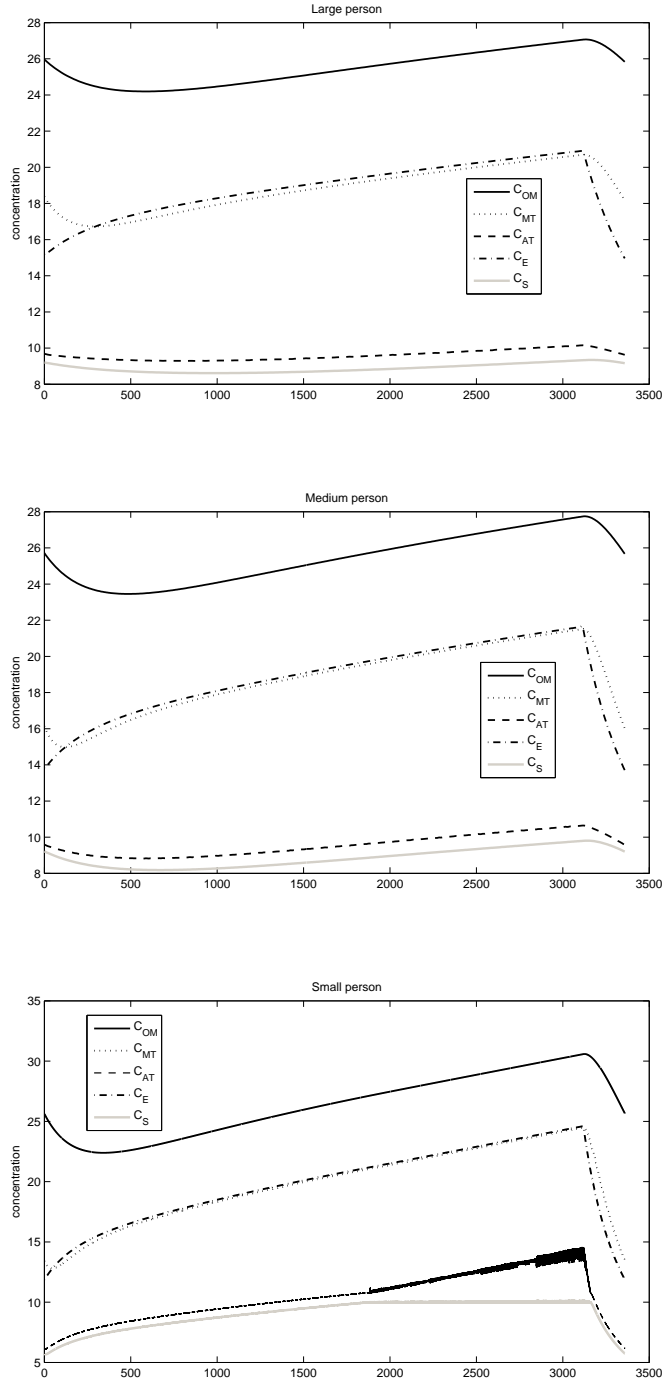 Large person
28
26
24
22
20
18
16
14
12
10
8
concentration
C_OM
C_MT
C_AT
C_E
C_S
0 500 1000 1500 2000 2500 3000 3500
Medium person
28
26
24
22
20
18
16
14
12
10
8
concentration
C_OM
C_MT
C_AT
C_E
C_S
0 500 1000 1500 2000 2500 3000 3500
Small person
35
30
25
20
15
10
5
concentration
C_OM
C_MT
C_AT
C_E
C_S
0 500 1000 1500 2000 2500 3000 3500